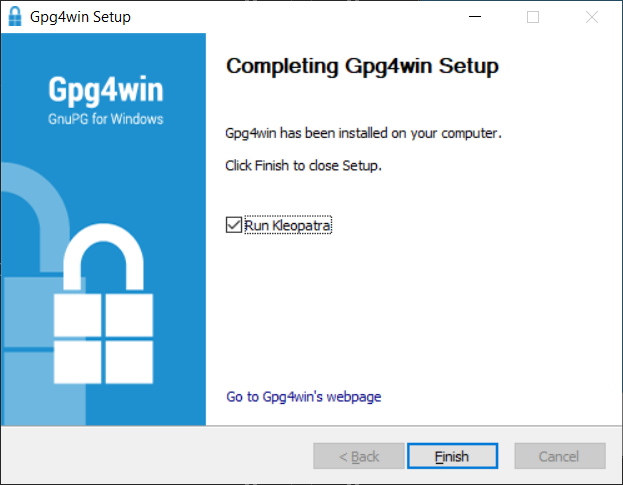 Gpg4win Setup
Completing Gpg4win Setup
Gpg4win
GnuPG for Windows
Gpg4win has been installed on your computer.
Click Finish to close Setup.
Run Kleopatra
Go to Gpg4win's webpage
< Back
Finish
Cancel